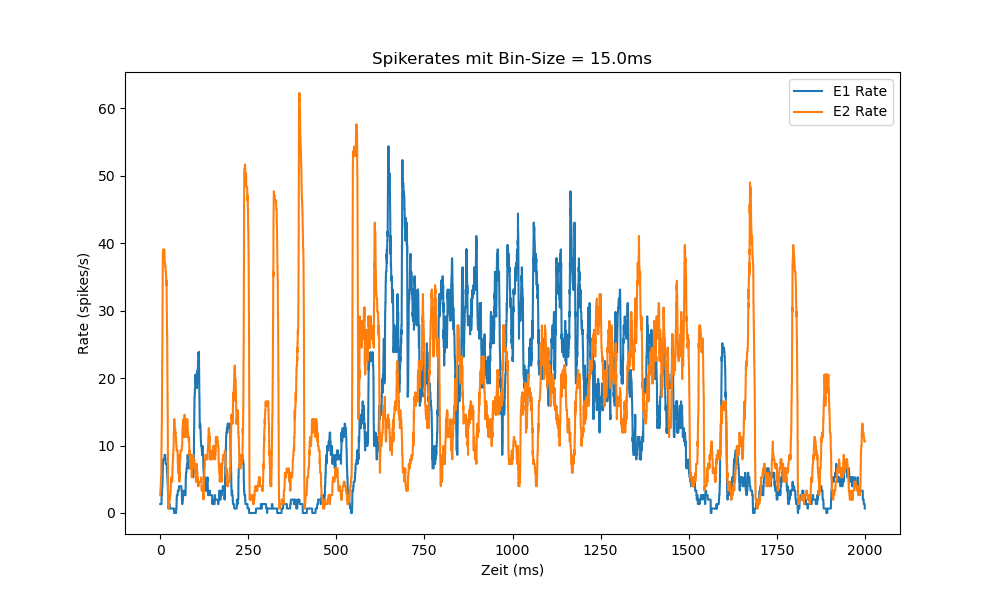 Spikerates mit Bin-Size = 15.0ms
E1 Rate
E2 Rate
Rate (spikes/s)
60
50
40
30
20
10
0
0 250 500 750 1000 1250 1500 1750 2000
Zeit (ms)